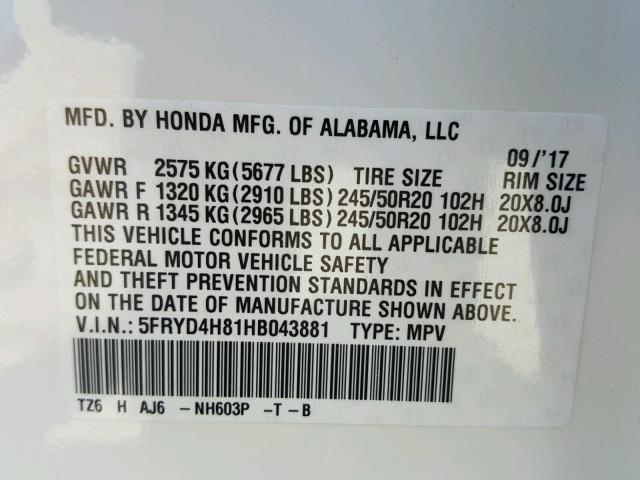 MFD. BY HONDA MFG. OF ALABAMA, LLC
09/'17
GVWR 2575 KG(5677 LBS) TIRE SIZE RIM SIZE
GAWR F 1320 KG(2910 LBS) 245/50R20 102H 20X8.0J
GAWR R 1345 KG(2965 LBS) 245/50R20 102H 20X8.0J
THIS VEHICLE CONFORMS TO ALL APPLICABLE
FEDERAL MOTOR VEHICLE SAFETY
AND THEFT PREVENTION STANDARDS IN EFFECT
ON THE DATE OF MANUFACTURE SHOWN ABOVE.
V.I.N.: 5FRYD4H81HB043881 TYPE: MPV
TZ6 H AJ6 -NH603P -T -B